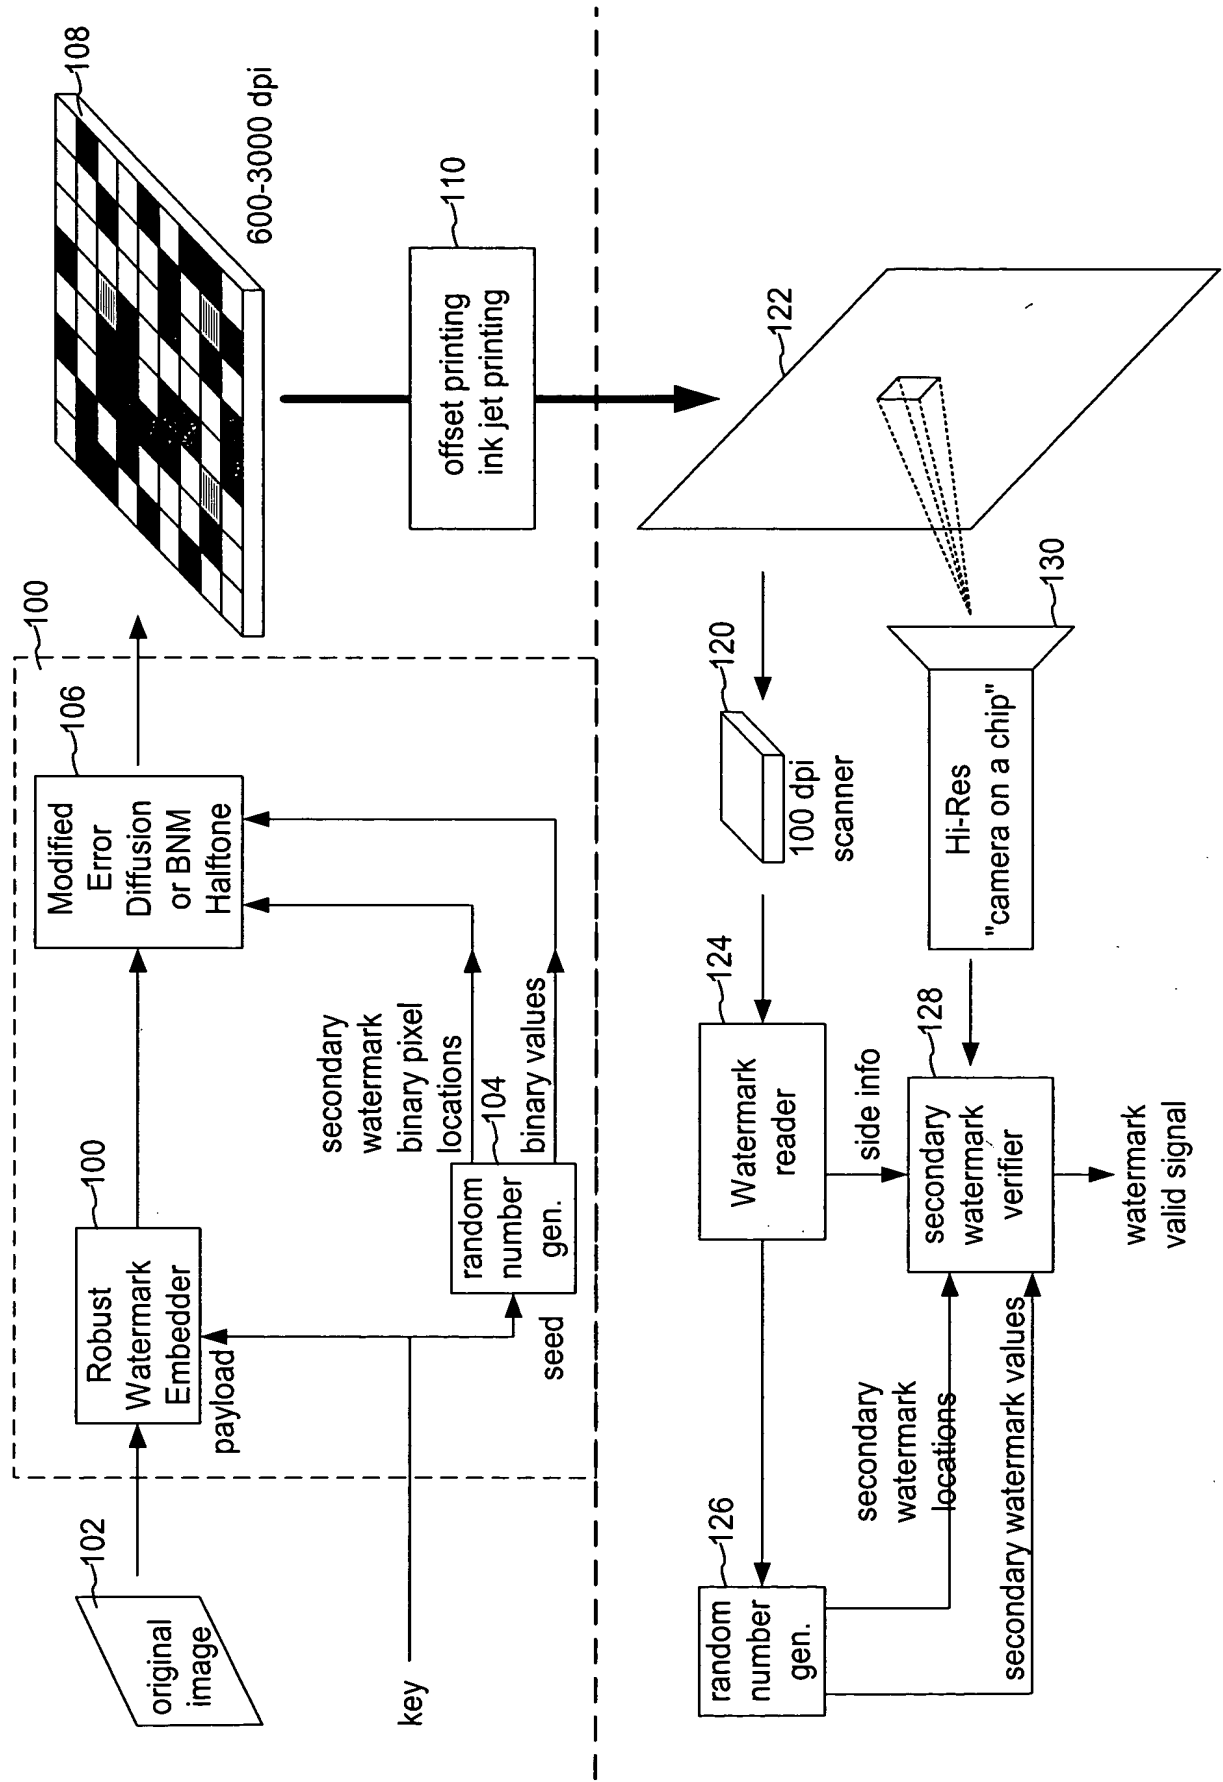 original
image
102
Robust
Watermark
Embedder
100
payload
key
seed
random
number
gen.
104
secondary
watermark
binary pixel
locations
binary values
Modified
Error
Diffusion
or BNM
Halftone
106
100
108
600-3000 dpi
offset printing
ink jet printing
110
122
120
100 dpi
scanner
Watermark
reader
124
side info
random
number
gen.
126
secondary
watermark
locations
secondary watermark values
secondary
watermark
verifier
128
watermark
valid signal
Hi-Res
"camera on a chip"
130